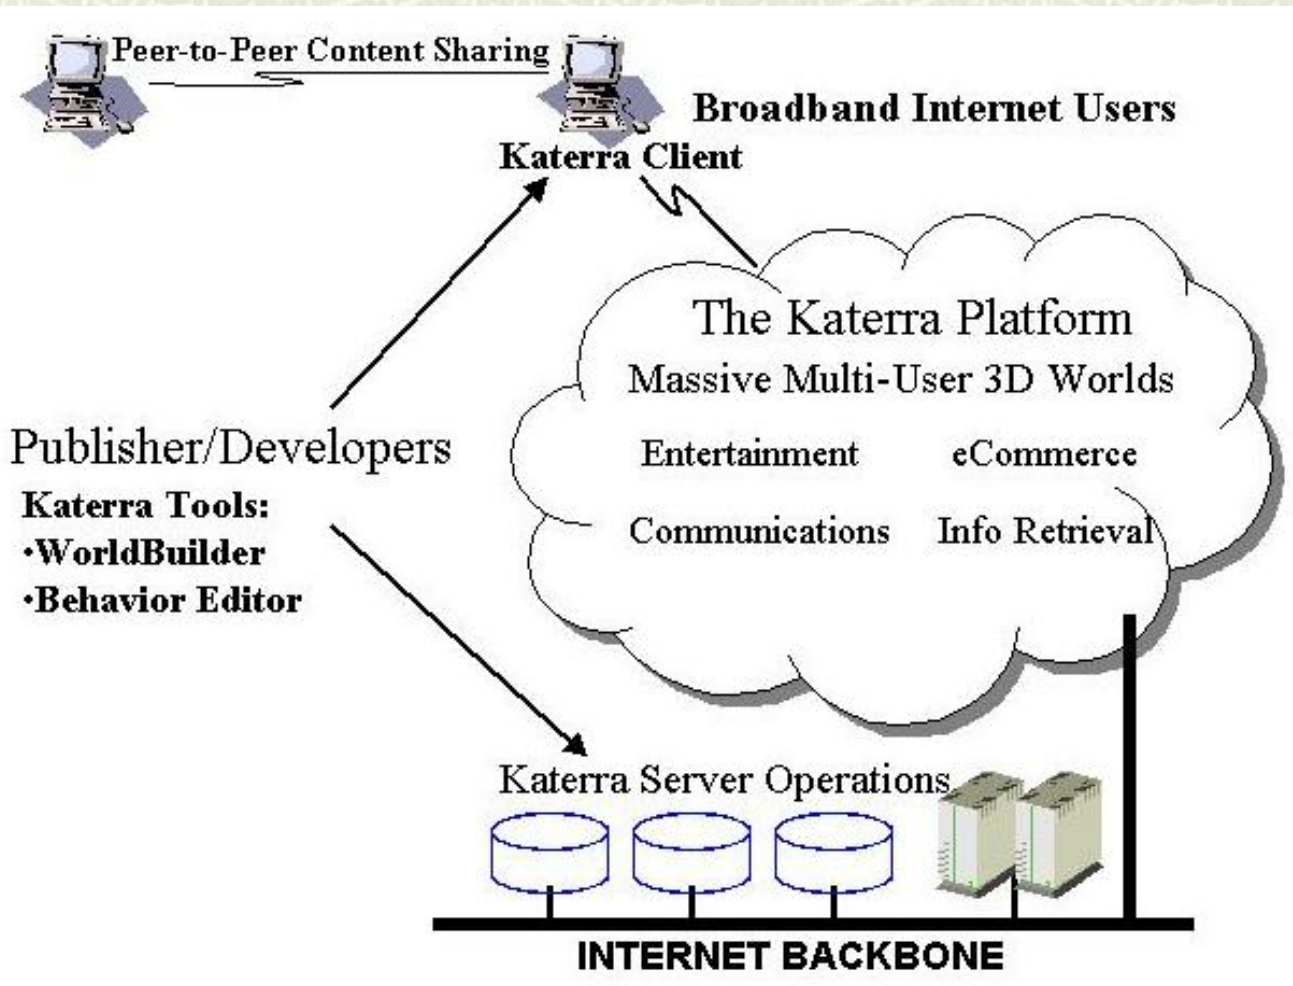 Peer-to-Peer Content Sharing
Broadband Internet Users
Katerra Client
The Katerra Platform
Massive Multi-User 3D Worlds
Entertainment eCommerce
Communications Info Retrieval
Publisher/Developers
Katerra Tools:
•WorldBuilder
•Behavior Editor
Katerra Server Operations
INTERNET BACKBONE